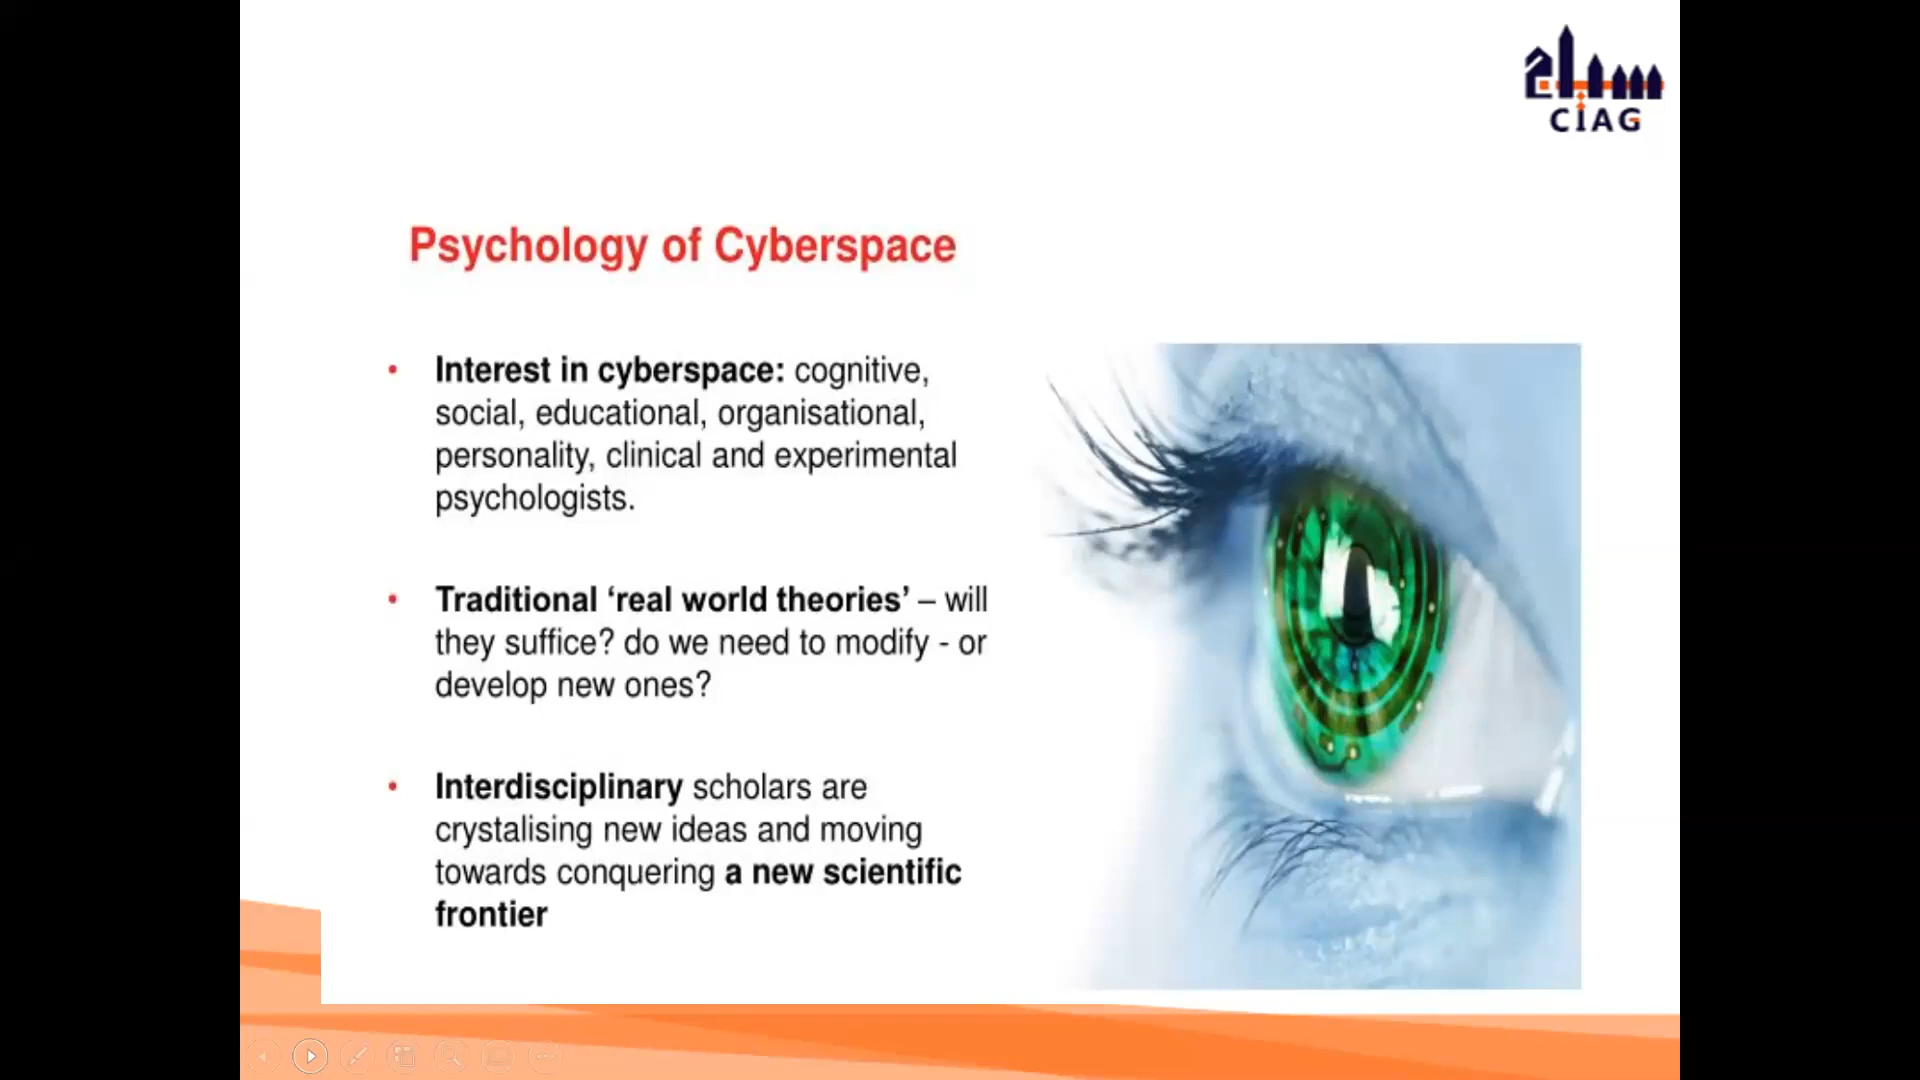 CIAG
Psychology of Cyberspace
• Interest in cyberspace: cognitive,
social, educational, organisational,
personality, clinical and experimental
psychologists.
• Traditional ‘real world theories’ – will
they suffice? do we need to modify - or
develop new ones?
• Interdisciplinary scholars are
crystalising new ideas and moving
towards conquering a new scientific
frontier